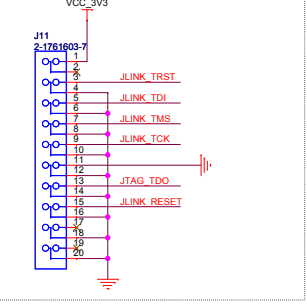 VCC_3V3
J11
2-1761603-7
1
2
3
JLINK_TRST
4
5
JLINK_TDI
6
7
JLINK_TMS
8
9
JLINK_TCK
10
11
12
13
JTAG_TDO
14
15
JLINK_RESET
16
17
18
19
20